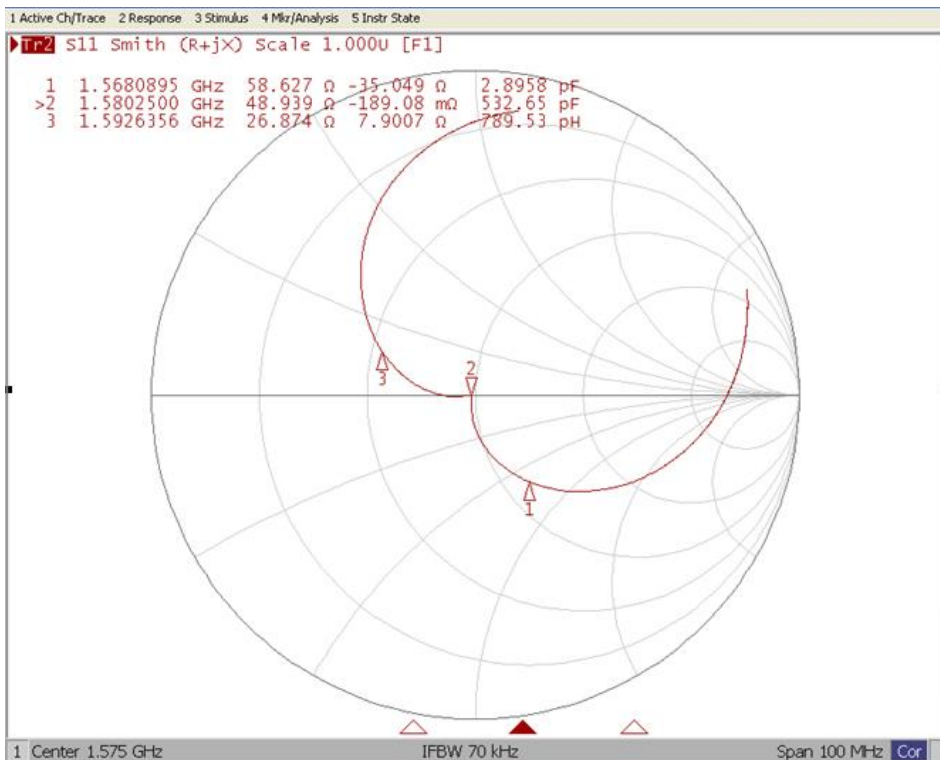 1 Active Ch/Trace 2 Response 3 Stimulus 4 Mkr/Analysis 5 Instr State
Tr2 S11 Smith (R+jX) Scale 1.000U [F1]
1 1.5680895 GHz 58.627 Ω -35.049 Ω 2.8958 pF
>2 1.5802500 GHz 48.939 Ω -189.08 mΩ 532.65 pF
3 1.5926356 GHz 26.874 Ω 7.9007 Ω 789.53 pH
2
3
1
1 Center 1.575 GHz IFBW 70 kHz Span 100 MHz Cor